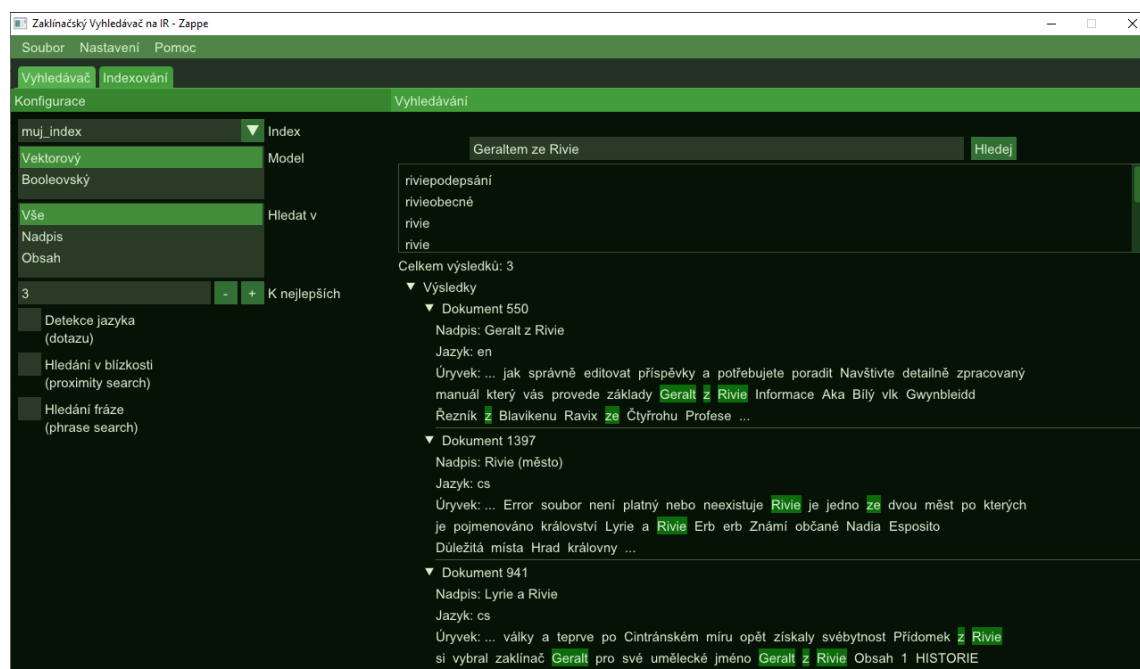 Zaklínačský Vyhledávač na IR - Zappe
Soubor Nastavení Pomoc
Vyhledávač Indexování
Konfigurace
muj_index Index
Vektorový Model
Booleovský
Vše Hledat v
Nadpis
Obsah
3 - + K nejlepších
Detekce jazyka
(dotazu)
Hledání v blízkosti
(proximity search)
Hledání fráze
(phrase search)
Vyhledávání
Geraltem ze Rivie Hledej
riviepodepsání
rivieobecné
rivie
rivie
Celkem výsledků: 3
Výsledky
Dokument 550
Nadpis: Geralt z Rivie
Jazyk: en
Úryvek: ... jak správně editovat příspěvky a potřebujete poradit Navštivte detailně zpracovaný
manuál který vás provede základy Geralt z Rivie Informace Aka Bílý vlk Gwynbleidd
Řezník z Blavikenu Ravix ze Čtyřrohu Profese ...
Dokument 1397
Nadpis: Rivie (město)
Jazyk: cs
Úryvek: ... Error soubor není platný nebo neexistuje Rivie je jedno ze dvou měst po kterých
je pojmenováno království Lyrie a Rivie Erb erb Známí občané Nadia Esposito
Důležitá místa Hrad královny ...
Dokument 941
Nadpis: Lyrie a Rivie
Jazyk: cs
Úryvek: ... války a teprve po Cintránském míru opět získaly svébytnost Přídomek z Rivie
si vybral zaklínač Geralt pro své umělecké jméno Geralt z Rivie Obsah 1 HISTORIE